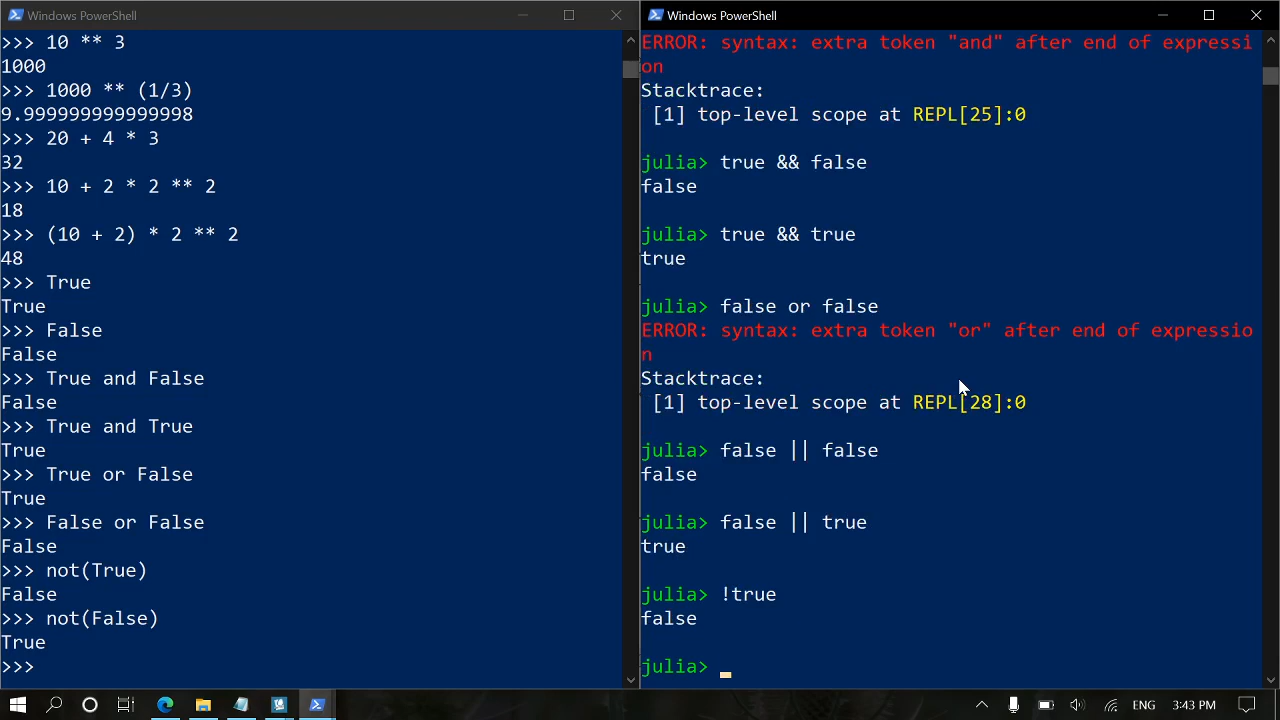 Windows PowerShell
>>> 10 ** 3
1000
>>> 1000 ** (1/3)
9.999999999999998
>>> 20 + 4 * 3
32
>>> 10 + 2 * 2 ** 2
18
>>> (10 + 2) * 2 ** 2
48
>>> True
True
>>> False
False
>>> True and False
False
>>> True and True
True
>>> True or False
True
>>> False or False
False
>>> not(True)
False
>>> not(False)
True
>>>
Windows PowerShell
ERROR: syntax: extra token "and" after end of expressi
on
Stacktrace:
[1] top-level scope at REPL[25]:0
julia> true && false
false
julia> true && true
true
julia> false or false
ERROR: syntax: extra token "or" after end of expressio
n
Stacktrace:
[1] top-level scope at REPL[28]:0
julia> false || false
false
julia> false || true
true
julia> !true
false
julia>
ENG 3:43 PM